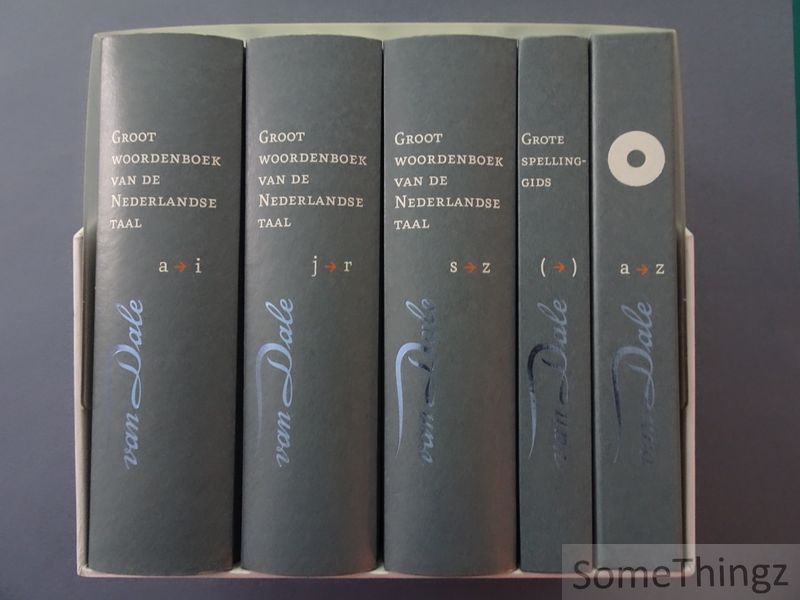 GROOT
WOORDENBOEK
VAN DE
NEDERLANDSE
TAAL
a → i
van Dale
GROOT
WOORDENBOEK
VAN DE
NEDERLANDSE
TAAL
j → r
van Dale
GROOT
WOORDENBOEK
VAN DE
NEDERLANDSE
TAAL
s → z
van Dale
GROTE
SPELLING-
GIDS
(→)
van Dale
a → z
van Dale
SomeThingz